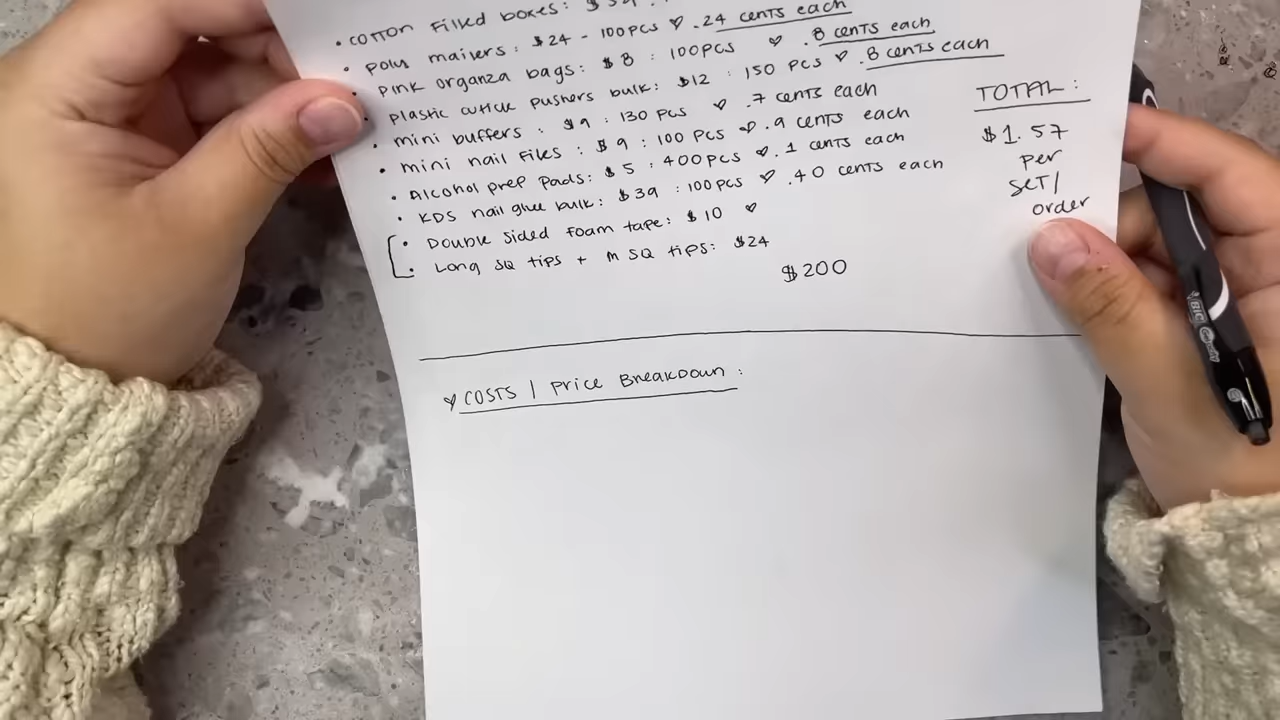 • COTTON FILLED BOXES: $
• POLY MAILERS: $24 - 100PCS ♡ .24 CENTS EACH
• PINK ORGANZA BAGS: $8 : 100PCS ♡ .8 CENTS EACH
• PLASTIC CUTICLE PUSHERS BULK: $12 : 150 PCS ♡ .8 CENTS EACH
• MINI BUFFERS: $9 : 130 PCS ♡ .7 CENTS EACH
• MINI NAIL FILES: $9 : 100 PCS ♡ .9 CENTS EACH
• ALCOHOL PREP PADS: $5 : 400PCS ♡ .1 CENTS EACH
• KDS NAIL GLUE BULK: $39 : 100PCS ♡ .40 CENTS EACH
• DOUBLE SIDED FOAM TAPE: $10 ♡
• LONG SQ TIPS + M SQ TIPS: $24
$200
TOTAL:
$1.57
per
SET/
order
♡ COSTS | PRICE BREAKDOWN:
BIC